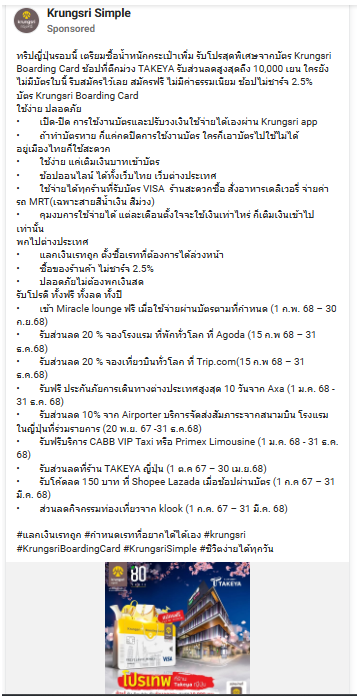 Krungsri Simple
Sponsored
ทริปญี่ปุ่นรอบนี้ เตรียมซื้อน้ำหนักกระเป๋าเพิ่ม รับโปรสุดพิเศษจากบัตร Krungsri
Boarding Card ช้อปที่ตึกม่วง TAKEYA รับส่วนลดสูงสุดถึง 10,000 เยน ใครยัง
ไม่มีบัตรใบนี้ รีบสมัครไว้เลย สมัครฟรี ไม่มีค่าธรรมเนียม ช้อปไม่ชาร์จ 2.5%
บัตร Krungsri Boarding Card
ใช้ง่าย ปลอดภัย
• เปิด-ปิด การใช้งานบัตรและปรับวงเงินใช้จ่ายได้เองผ่าน Krungsri app
• ถ้าทำบัตรหาย ก็แค่กดปิดการใช้งานบัตร ใครก็เอาบัตรไปใช้ไม่ได้
อยู่เมืองไทยก็ใช้สะดวก
• ใช้ง่าย แค่เติมเงินบาทเข้าบัตร
• ช้อปออนไลน์ ได้ทั้งเว็บไทย เว็บต่างประเทศ
• ใช้จ่ายได้ทุกร้านที่รับบัตร VISA ร้านสะดวกซื้อ สั่งอาหารเดลิเวอรี่ จ่ายค่า
รถ MRT(เฉพาะสายสีน้ำเงิน สีม่วง)
• คุมงบการใช้จ่ายได้ แต่ละเดือนตั้งใจจะใช้เงินเท่าไหร่ ก็เติมเงินเข้าไป
เท่านั้น
พกไปต่างประเทศ
• แลกเงินเรทถูก ตั้งซื้อเรทที่ต้องการได้ล่วงหน้า
• ซื้อของร้านค้า ไม่ชาร์จ 2.5%
• ปลอดภัยไม่ต้องพกเงินสด
รับโปรดี ทั้งฟรี ทั้งลด ทั้งปี
• เข้า Miracle lounge ฟรี เมื่อใช้จ่ายผ่านบัตรตามที่กำหนด (1 ก.พ. 68 – 30
ก.ย.68)
• รับส่วนลด 20 % จองโรงแรม ที่พักทั่วโลก ที่ Agoda (15 ก.พ 68 – 31
ธ.ค.68)
• รับส่วนลด 20 % จองเที่ยวบินทั่วโลก ที่ Trip.com(15 ก.พ 68 – 31
ธ.ค.68)
• รับฟรี ประกันภัยการเดินทางต่างประเทศสูงสุด 10 วันจาก Axa (1 ม.ค. 68 -
31 ธ.ค. 68)
• รับส่วนลด 10% จาก Airporter บริการจัดส่งสัมภาระจากสนามบิน โรงแรม
ในญี่ปุ่นที่ร่วมรายการ (20 พ.ย. 67 -31 ธ.ค.68)
• รับฟรีบริการ CABB VIP Taxi หรือ Primex Limousine (1 ม.ค. 68 - 31 ธ.ค.
68)
• รับส่วนลดที่ร้าน TAKEYA ญี่ปุ่น (1 ต.ค 67 – 30 เม.ย.68)
• รับโค้ดลด 150 บาท ที่ Shopee Lazada เมื่อช้อปผ่านบัตร (1 ก.ค 67 – 31
มี.ค. 68)
• ส่วนลดกิจกรรมท่องเที่ยวจาก klook (1 ก.ค. 67 – 31 มี.ค. 68)
#แลกเงินเรทถูก #กำหนดเรทที่อยากได้ได้เอง #krungsri
#KrungsriBoardingCard #KrungsriSimple #ชีวิตง่ายได้ทุกวัน
krungsri
80
TAKEYA
VISA
โปรเทพ